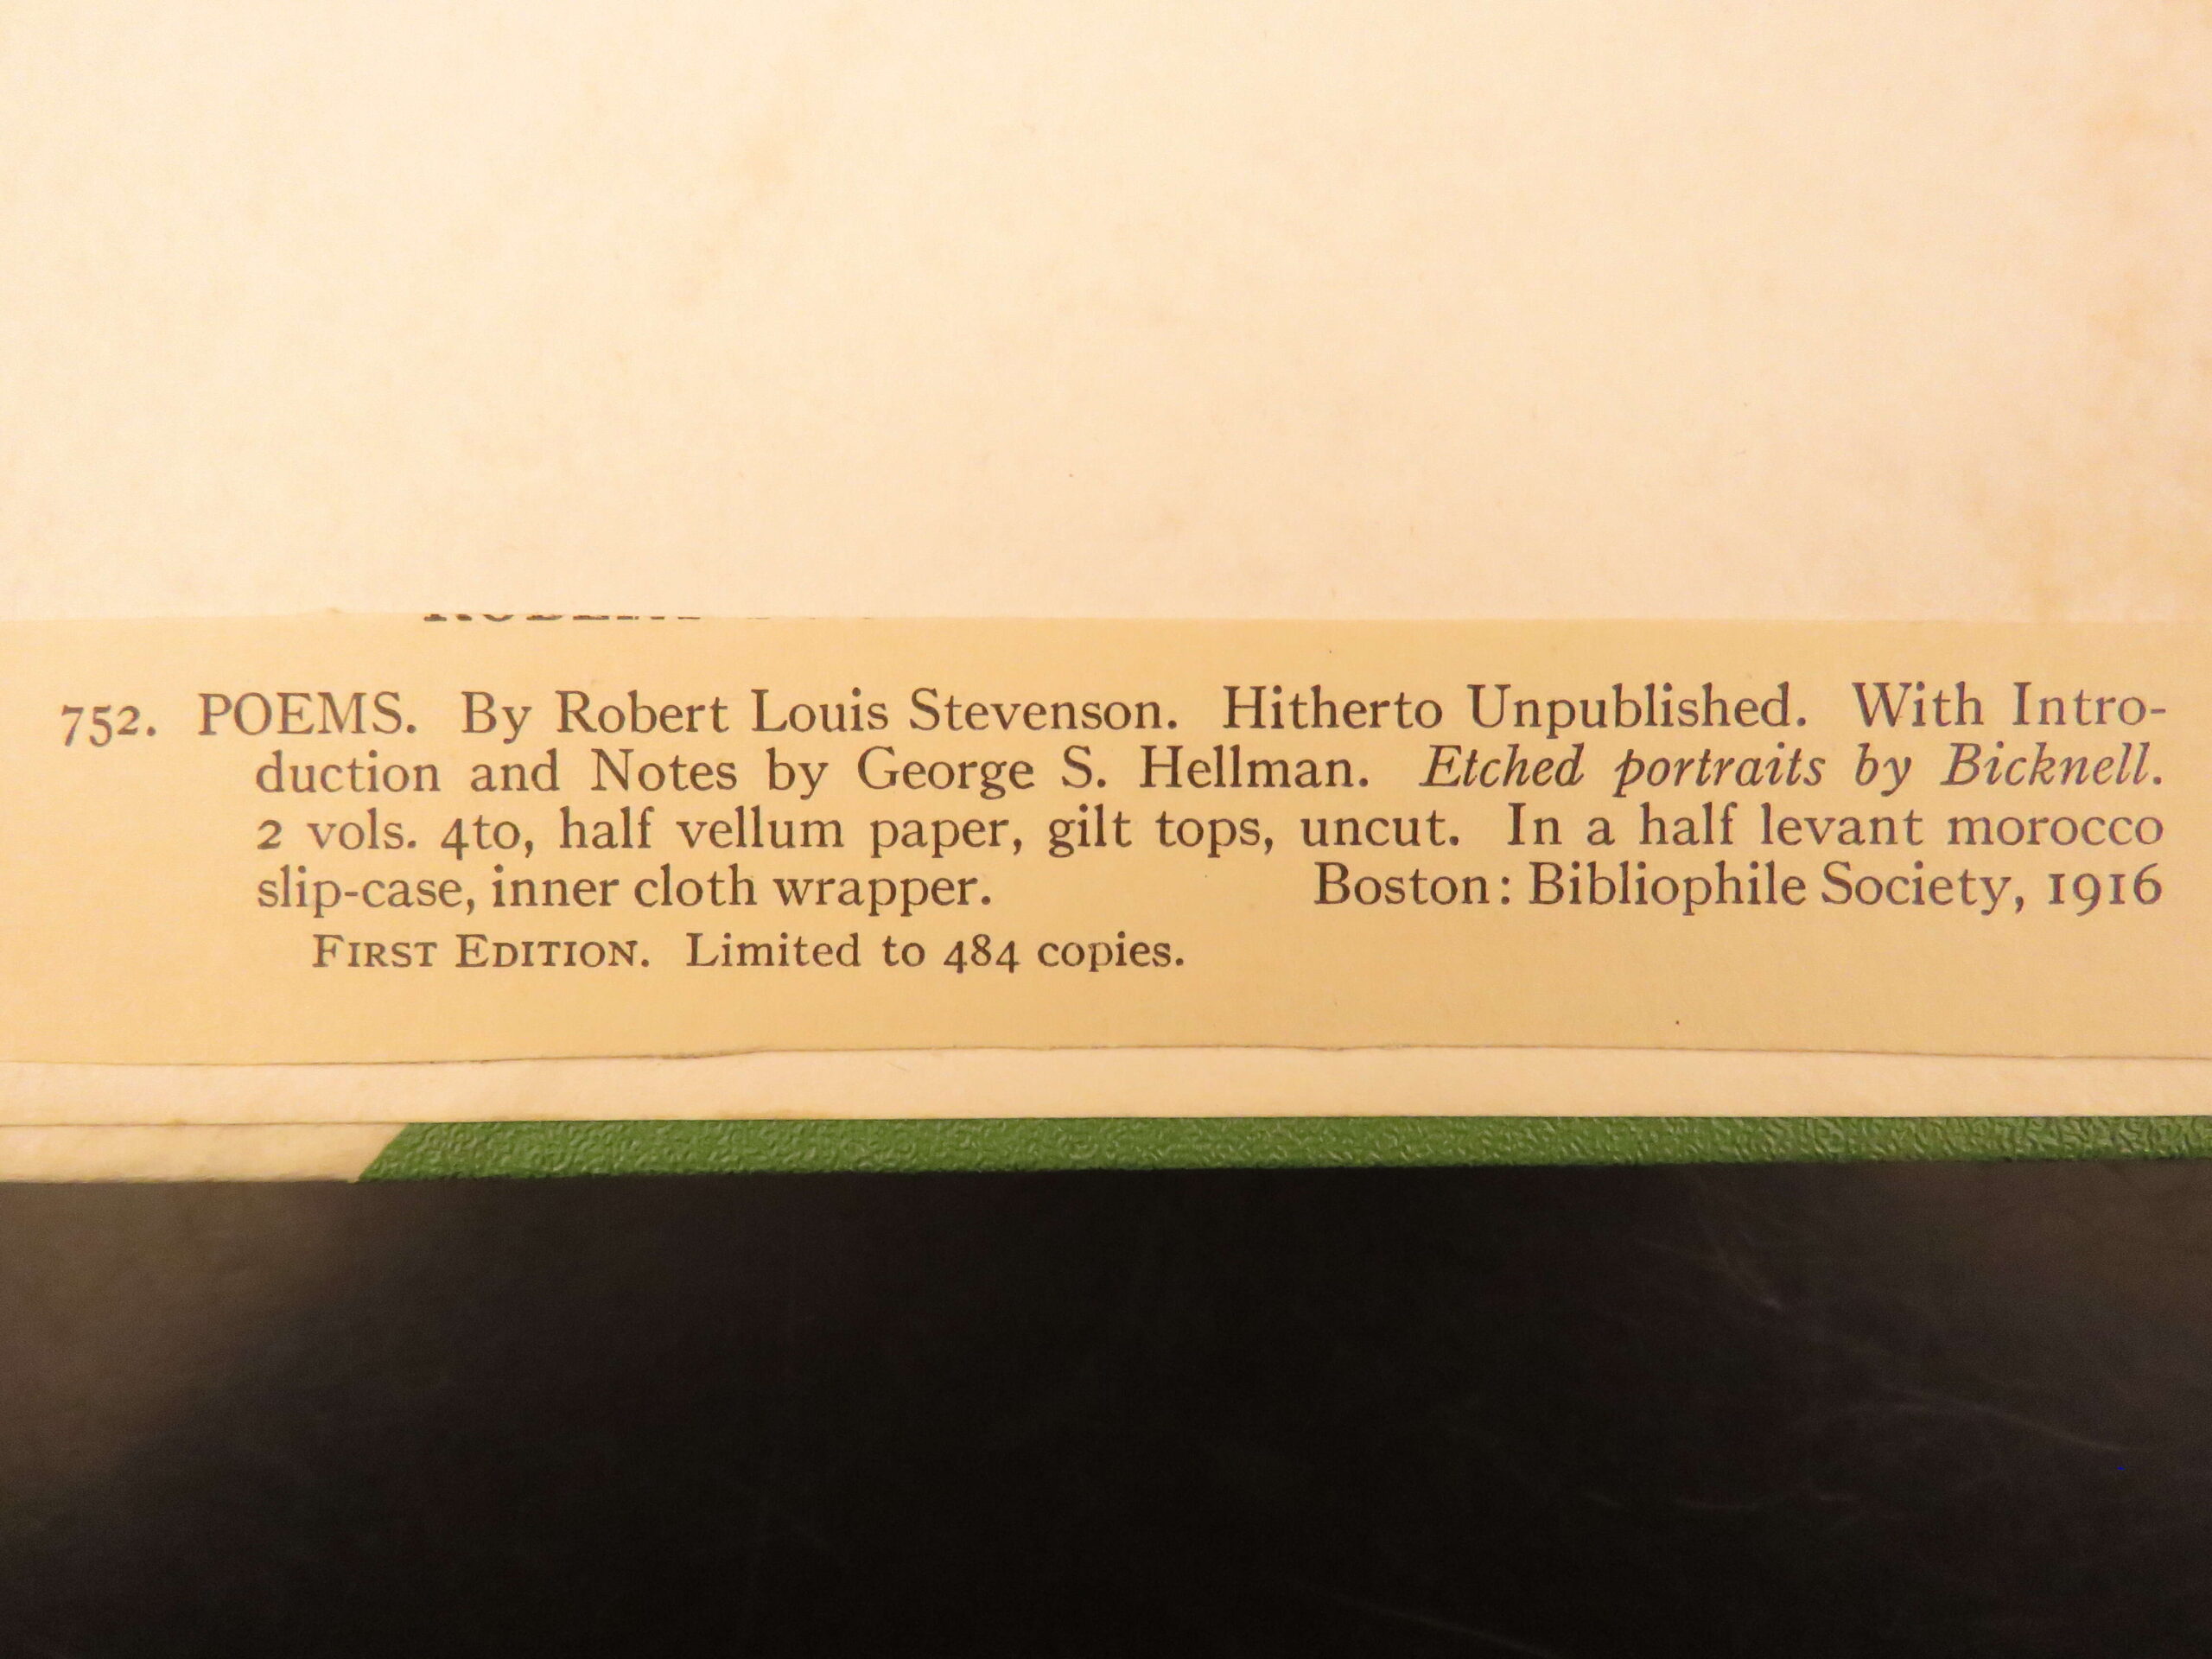 752. POEMS. By Robert Louis Stevenson. Hitherto Unpublished. With Intro-
duction and Notes by George S. Hellman. Etched portraits by Bicknell.
2 vols. 4to, half vellum paper, gilt tops, uncut. In a half levant morocco
slip-case, inner cloth wrapper. Boston: Bibliophile Society, 1916
FIRST EDITION. Limited to 484 copies.